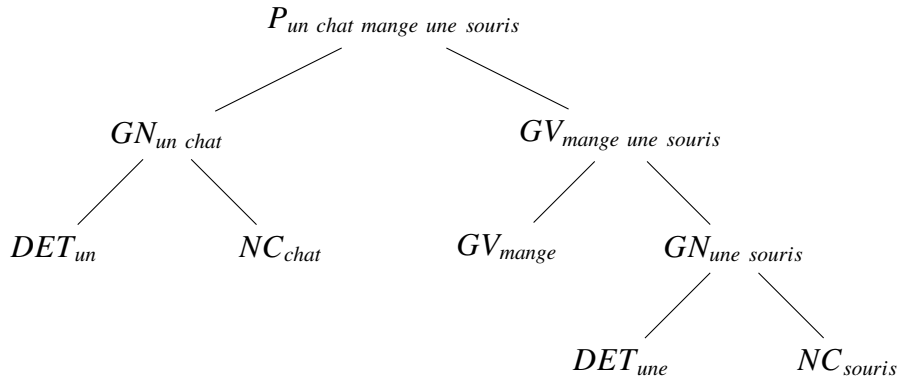 P un chat mange une souris
GN un chat GV mange une souris
DET un NC chat GV mange GN une souris
DET une NC souris